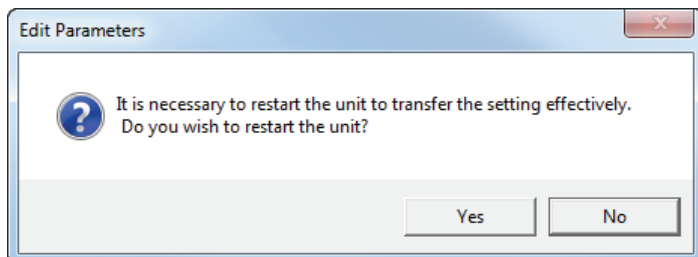 Edit Parameters
It is necessary to restart the unit to transfer the setting effectively.
Do you wish to restart the unit?
Yes
No